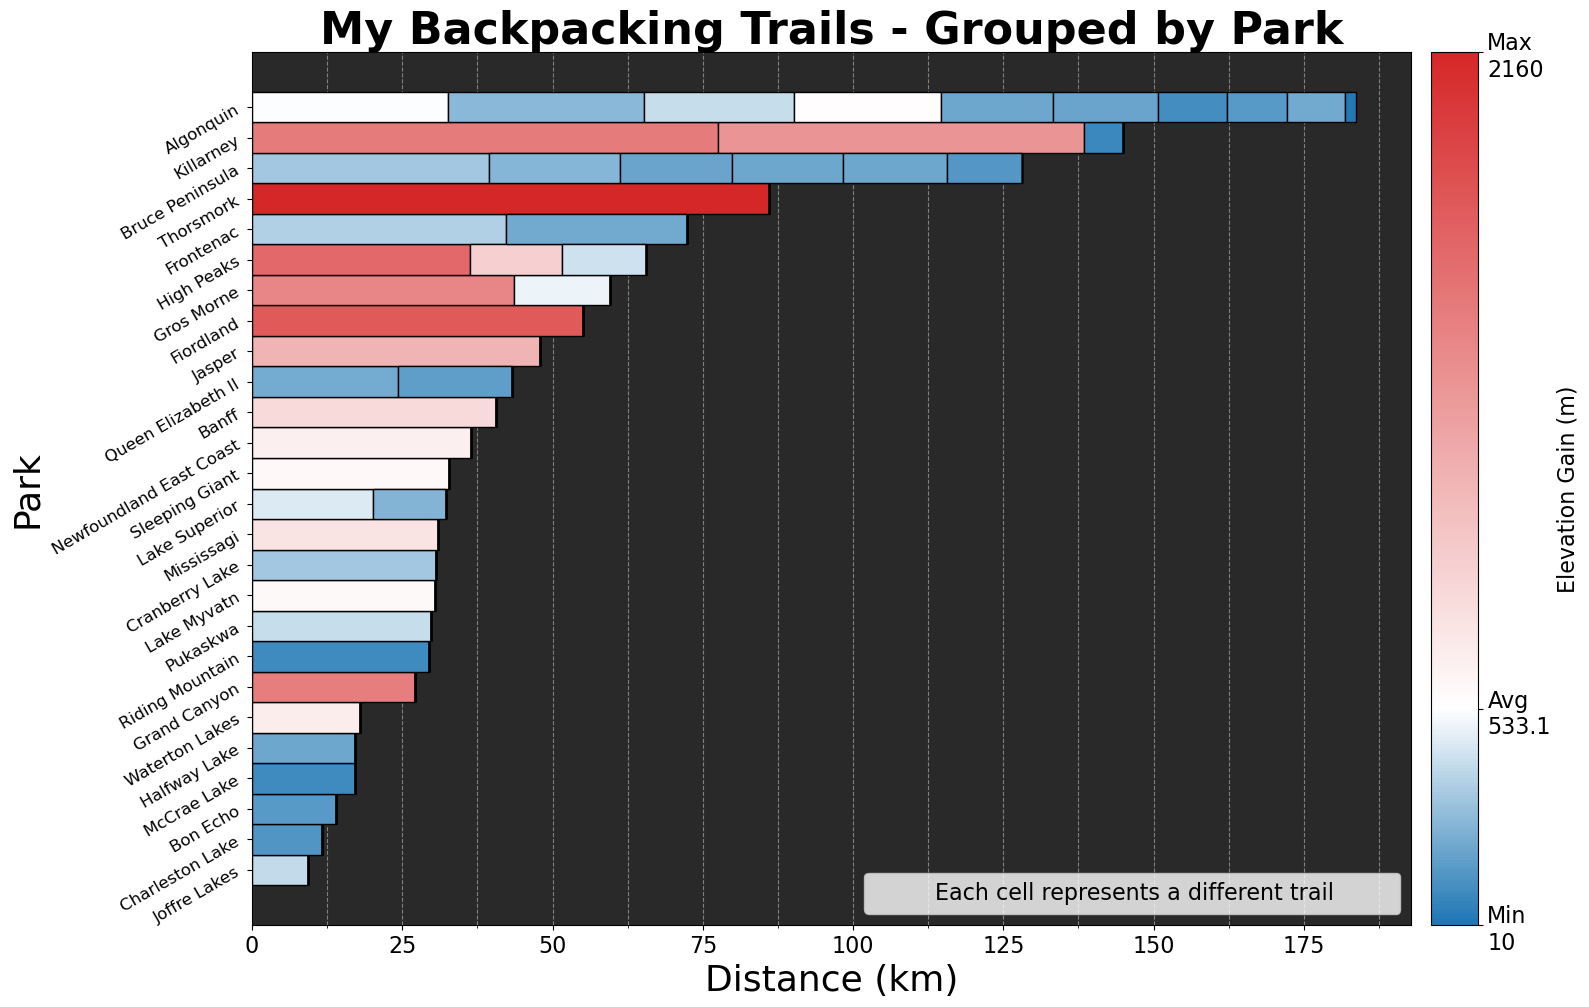 My Backpacking Trails - Grouped by Park
Park
Algonquin
Killarney
Bruce Peninsula
Thorsmork
Frontenac
High Peaks
Gros Morne
Fiordland
Jasper
Queen Elizabeth II
Banff
Newfoundland East Coast
Sleeping Giant
Lake Superior
Mississagi
Cranberry Lake
Lake Myvatn
Pukaskwa
Riding Mountain
Grand Canyon
Waterton Lakes
Halfway Lake
McCrae Lake
Bon Echo
Charleston Lake
Joffre Lakes
Each cell represents a different trail
0 25 50 75 100 125 150 175
Distance (km)
Max
2160
Avg
533.1
Min
10
Elevation Gain (m)